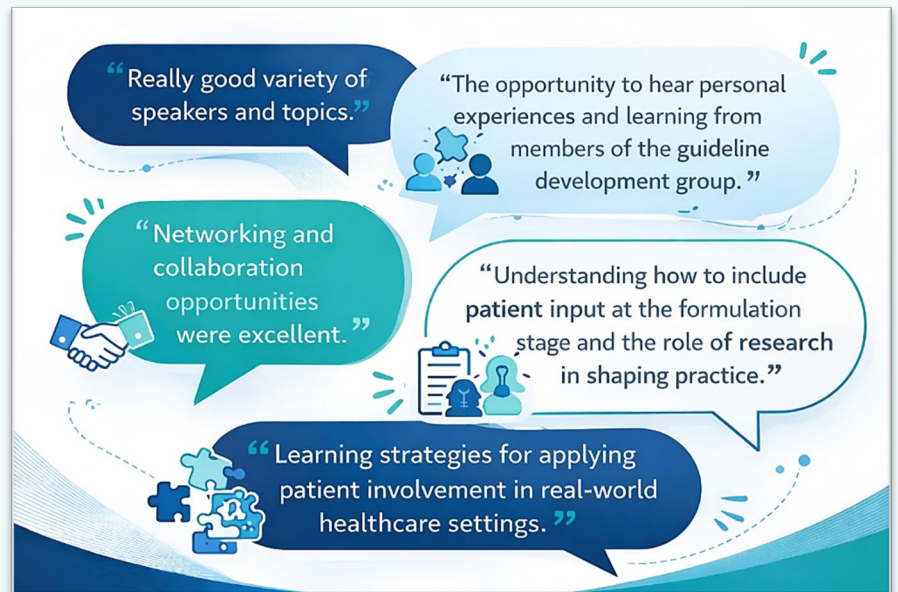 “Really good variety of
speakers and topics.”
“The opportunity to hear personal
experiences and learning from
members of the guideline
development group. ”
“Networking and
collaboration
opportunities
were excellent.”
“Understanding how to include
patient input at the formulation
stage and the role of research
in shaping practice.”
“Learning strategies for applying
patient involvement in real-world
healthcare settings. ”